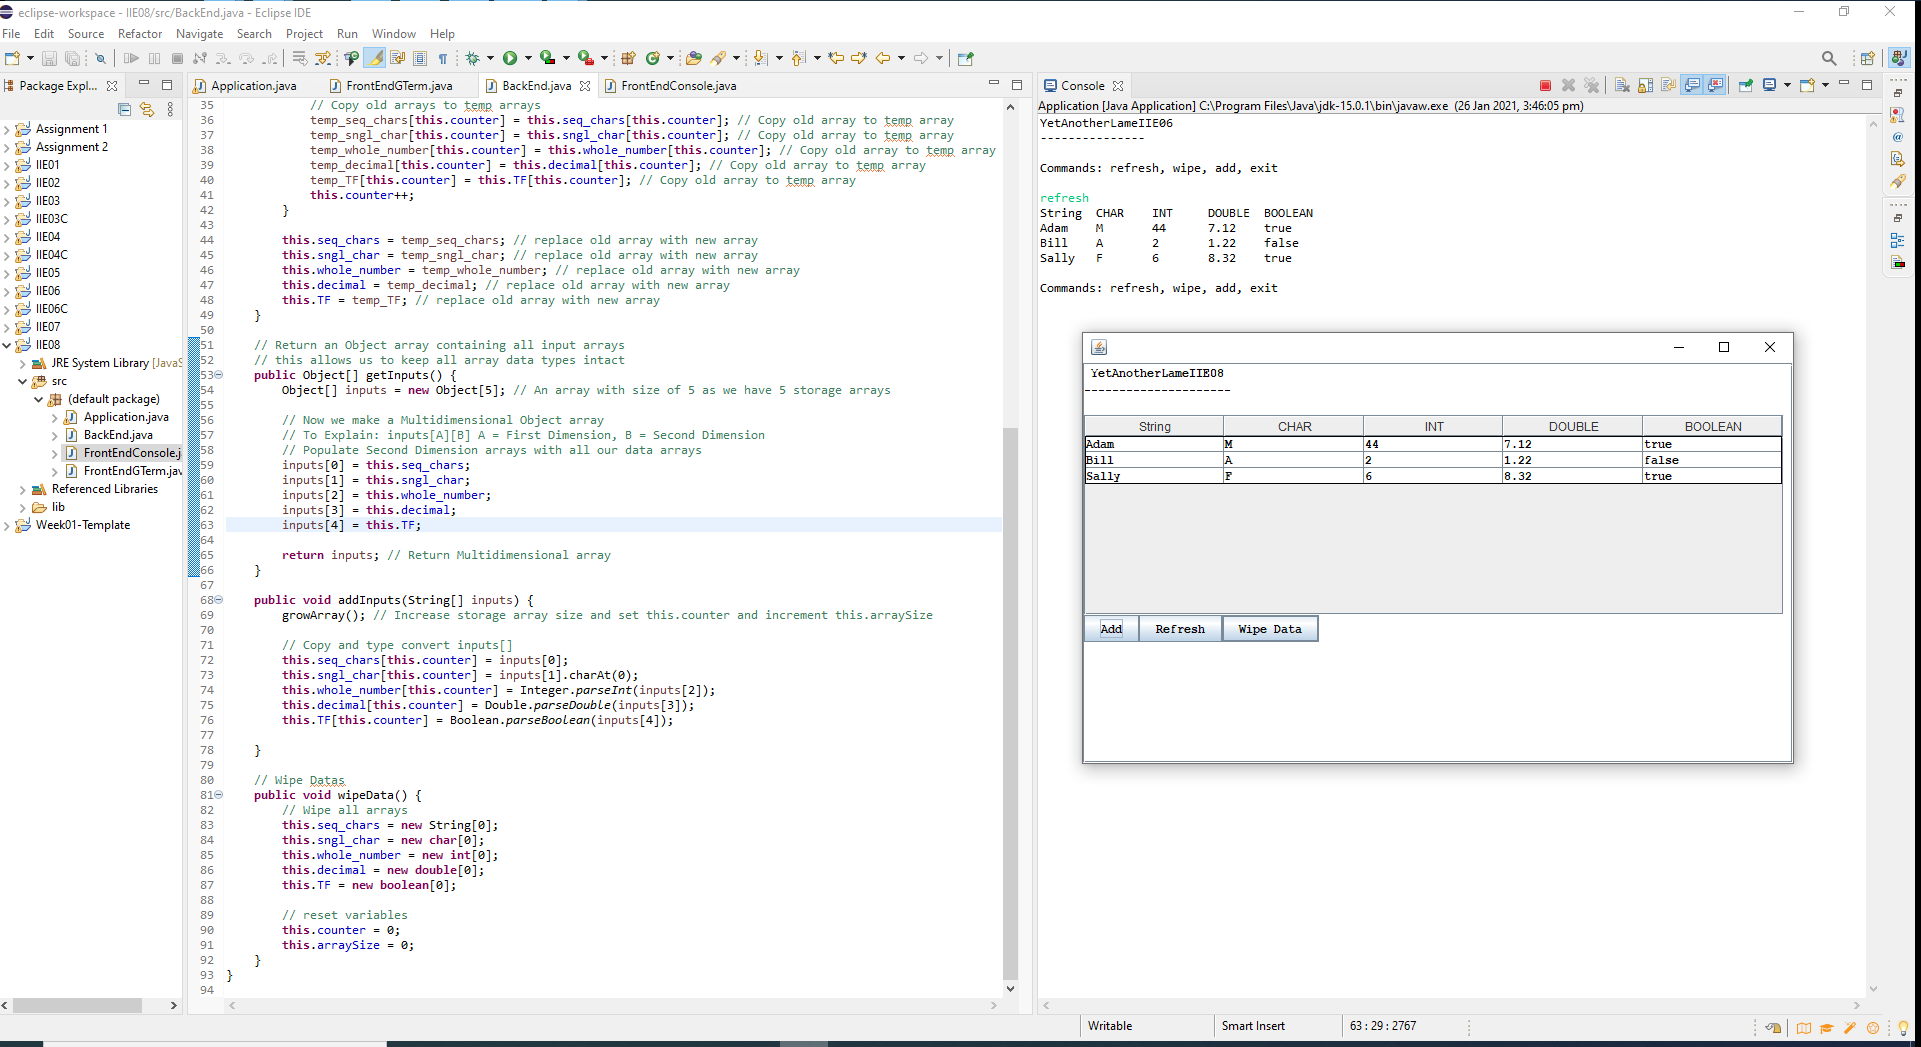 eclipse-workspace - IIE08/src/BackEnd.java - Eclipse IDE
File Edit Source Refactor Navigate Search Project Run Window Help
Package Expl...
Assignment 1
Assignment 2
IIE01
IIE02
IIE03
IIE03C
IIE04
IIE04C
IIE05
IIE06
IIE06C
IIE07
IIE08
JRE System Library [JavaS
src
(default package)
Application.java
BackEnd.java
FrontEndConsole.j
FrontEndGTerm.jav
Referenced Libraries
lib
Week01-Template
Application.java FrontEndGTerm.java BackEnd.java FrontEndConsole.java
35 // Copy old arrays to temp arrays
36 temp_seq_chars[this.counter] = this.seq_chars[this.counter]; // Copy old array to temp array
37 temp_sngl_char[this.counter] = this.sngl_char[this.counter]; // Copy old array to temp array
38 temp_whole_number[this.counter] = this.whole_number[this.counter]; // Copy old array to temp array
39 temp_decimal[this.counter] = this.decimal[this.counter]; // Copy old array to temp array
40 temp_TF[this.counter] = this.TF[this.counter]; // Copy old array to temp array
41 this.counter++;
42 }
43
44 this.seq_chars = temp_seq_chars; // replace old array with new array
45 this.sngl_char = temp_sngl_char; // replace old array with new array
46 this.whole_number = temp_whole_number; // replace old array with new array
47 this.decimal = temp_decimal; // replace old array with new array
48 this.TF = temp_TF; // replace old array with new array
49 }
50
51 // Return an Object array containing all input arrays
52 // this allows us to keep all array data types intact
53 public Object[] getInputs() {
54 Object[] inputs = new Object[5]; // An array with size of 5 as we have 5 storage arrays
55
56 // Now we make a Multidimensional Object array
57 // To Explain: inputs[A][B] A = First Dimension, B = Second Dimension
58 // Populate Second Dimension arrays with all our data arrays
59 inputs[0] = this.seq_chars;
60 inputs[1] = this.sngl_char;
61 inputs[2] = this.whole_number;
62 inputs[3] = this.decimal;
63 inputs[4] = this.TF;
64
65 return inputs; // Return Multidimensional array
66 }
67
68 public void addInputs(String[] inputs) {
69 growArray(); // Increase storage array size and set this.counter and increment this.arraySize
70
71 // Copy and type convert inputs[]
72 this.seq_chars[this.counter] = inputs[0];
73 this.sngl_char[this.counter] = inputs[1].charAt(0);
74 this.whole_number[this.counter] = Integer.parseInt(inputs[2]);
75 this.decimal[this.counter] = Double.parseDouble(inputs[3]);
76 this.TF[this.counter] = Boolean.parseBoolean(inputs[4]);
77
78 }
79
80 // Wipe Datas
81 public void wipeData() {
82 // Wipe all arrays
83 this.seq_chars = new String[0];
84 this.sngl_char = new char[0];
85 this.whole_number = new int[0];
86 this.decimal = new double[0];
87 this.TF = new boolean[0];
88
89 // reset variables
90 this.counter = 0;
91 this.arraySize = 0;
92 }
93 }
94
Console
Application [Java Application] C:\Program Files\Java\jdk-15.0.1\bin\javaw.exe (26 Jan 2021, 3:46:05 pm)
YetAnotherLameIIE06
---------------
Commands: refresh, wipe, add, exit
refresh
String CHAR INT DOUBLE BOOLEAN
Adam M 44 7.12 true
Bill A 2 1.22 false
Sally F 6 8.32 true
Commands: refresh, wipe, add, exit
YetAnotherLameIIE08
---------------------
String CHAR INT DOUBLE BOOLEAN
Adam M 44 7.12 true
Bill A 2 1.22 false
Sally F 6 8.32 true
Add Refresh Wipe Data
Writable Smart Insert 63 : 29 : 2767